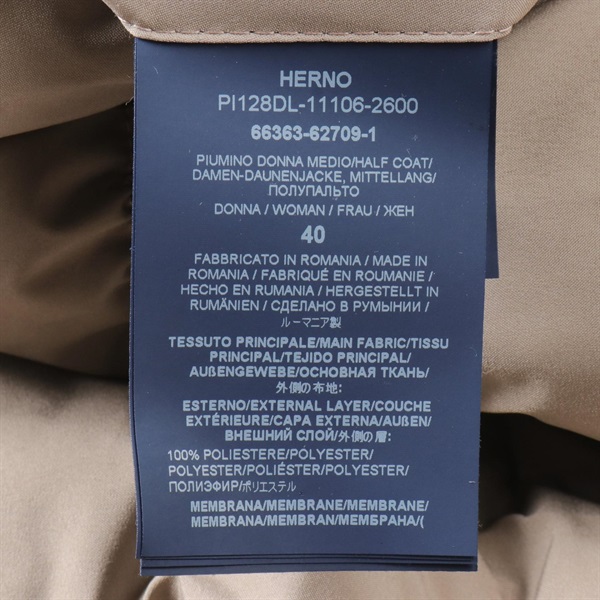 HERNO
PI128DL-11106-2600
66363-62709-1
PIUMINO DONNA MEDIO/HALF COAT/
DAMEN-DAUNENJACKE, MITTELLANG/
ПОЛУПАЛЬТО
DONNA / WOMAN / FRAU / ЖЕН
40
FABBRICATO IN ROMANIA / MADE IN
ROMANIA / FABRIQUÉ EN ROUMANIE /
HECHO EN RUMANIA / HERGESTELLT IN
RUMÄNIEN / СДЕЛАНО В РУМЫНИИ /
ルーマニア製
TESSUTO PRINCIPALE/MAIN FABRIC/TISSU
PRINCIPAL/TEJIDO PRINCIPAL/
AUßENGEWEBE/ОСНОВНАЯ ТКАНЬ/
外側の布地:
ESTERNO/EXTERNAL LAYER/COUCHE
EXTÉRIEURE/CAPA EXTERNA/AUßEN/
ВНЕШНИЙ СЛОЙ/外側の層:
100% POLIESTERE/POLYESTER/
POLYESTER/POLIÉSTER/POLYESTER/
ПОЛИЭФИР/ポリエステル
MEMBRANA/MEMBRANE/MEMBRANE/
MEMBRANA/MEMBRAN/МЕМБРАНА/(